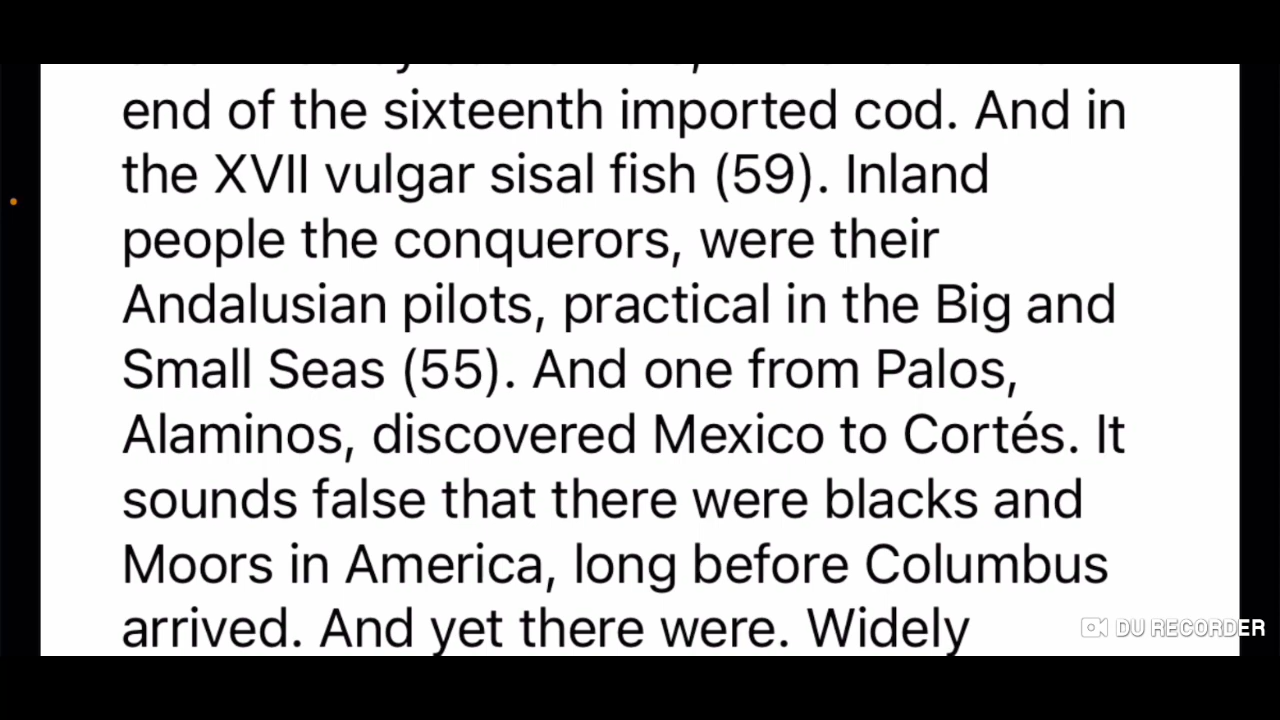 end of the sixteenth imported cod. And in
the XVII vulgar sisal fish (59). Inland
people the conquerors, were their
Andalusian pilots, practical in the Big and
Small Seas (55). And one from Palos,
Alaminos, discovered Mexico to Cortés. It
sounds false that there were blacks and
Moors in America, long before Columbus
arrived. And yet there were. Widely
DU RECORDER